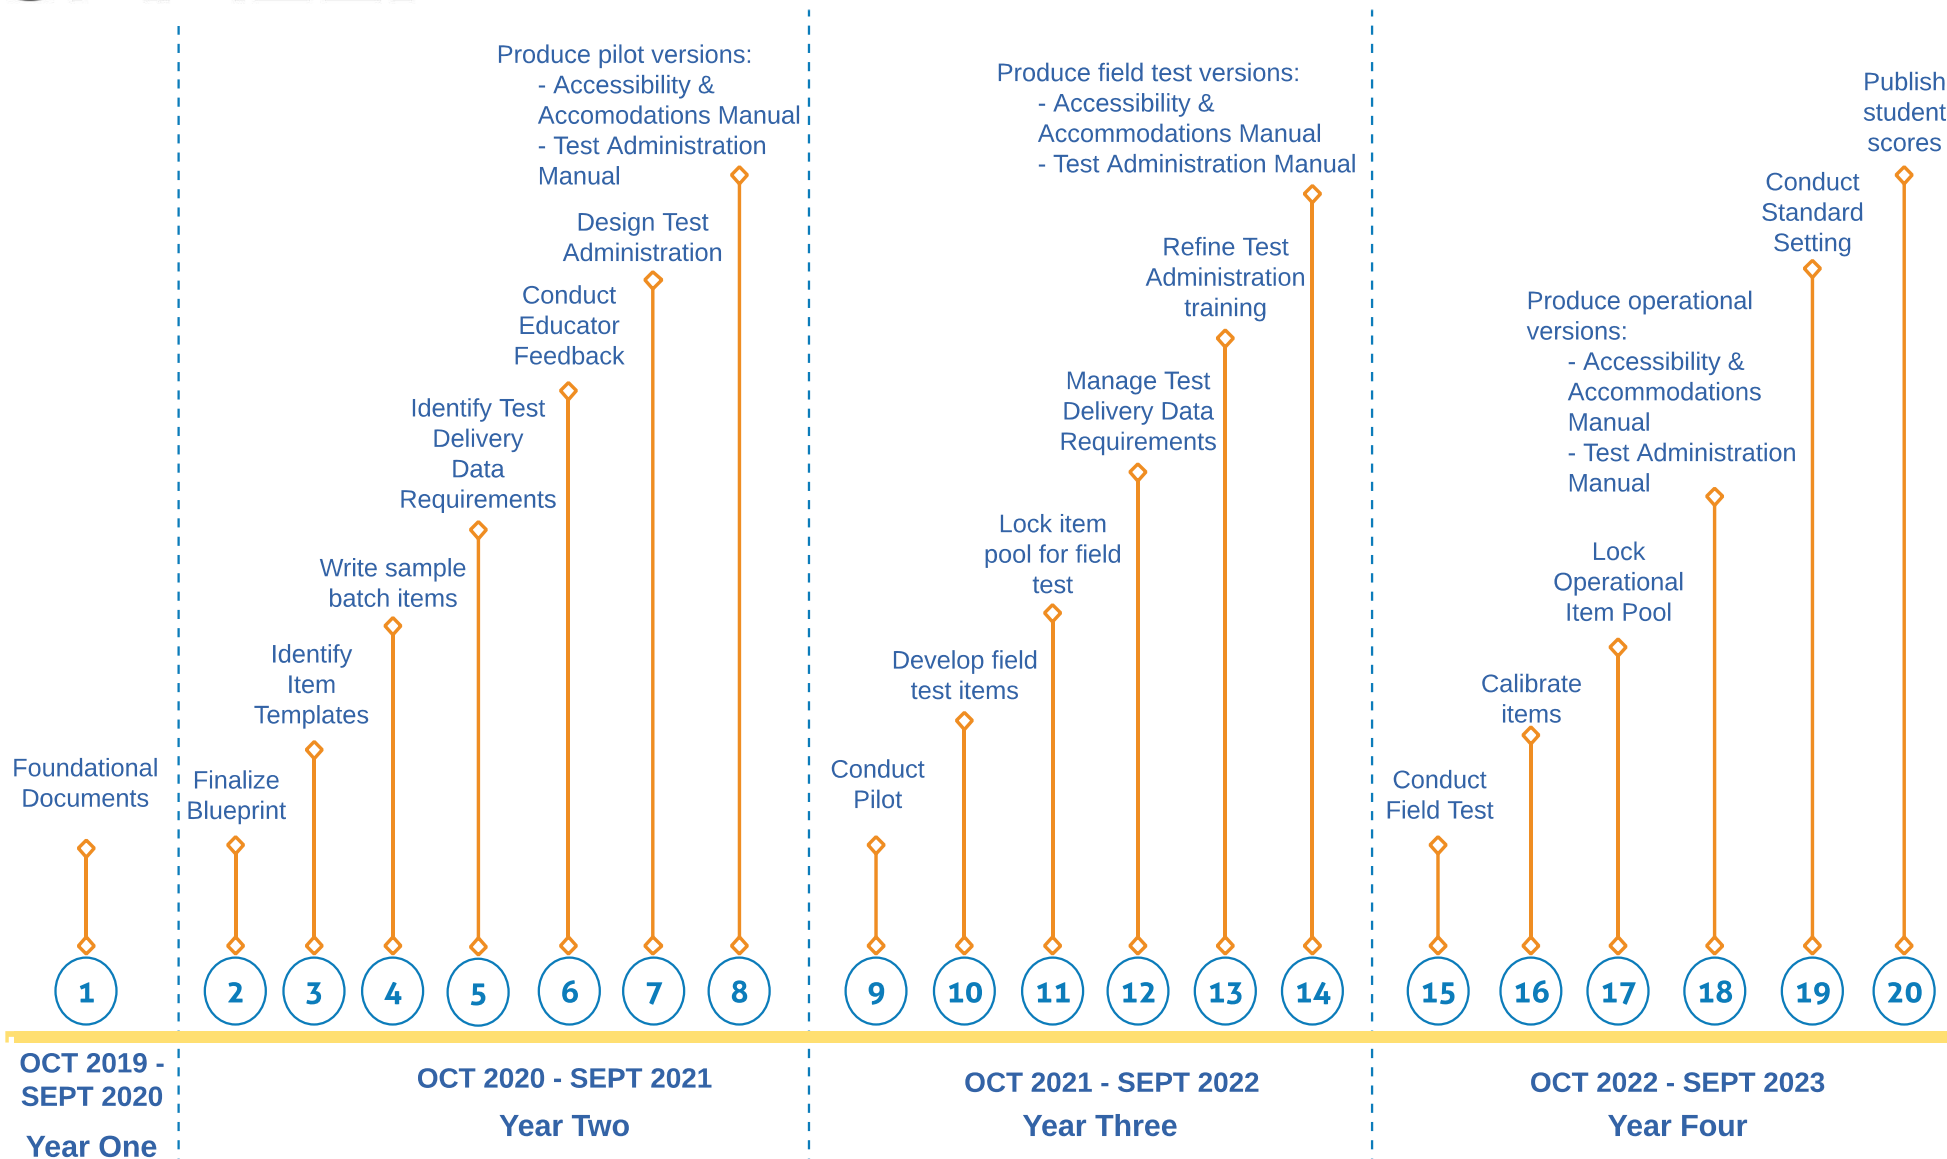 Foundational
Documents
Finalize
Blueprint
Identify
Item
Templates
Write sample
batch items
Identify Test
Delivery
Data
Requirements
Conduct
Educator
Feedback
Design Test
Administration
Produce pilot versions:
- Accessibility &
Accomodations Manual
- Test Administration
Manual
Conduct
Pilot
Develop field
test items
Lock item
pool for field
test
Manage Test
Delivery Data
Requirements
Refine Test
Administration
training
Produce field test versions:
- Accessibility &
Accommodations Manual
- Test Administration Manual
Conduct
Field Test
Calibrate
items
Lock
Operational
Item Pool
Produce operational
versions:
- Accessibility &
Accommodations
Manual
- Test Administration
Manual
Conduct
Standard
Setting
Publish
student
scores
1 2 3 4 5 6 7 8 9 10 11 12 13 14 15 16 17 18 19 20
OCT 2019 -
SEPT 2020
Year One
OCT 2020 - SEPT 2021
Year Two
OCT 2021 - SEPT 2022
Year Three
OCT 2022 - SEPT 2023
Year Four